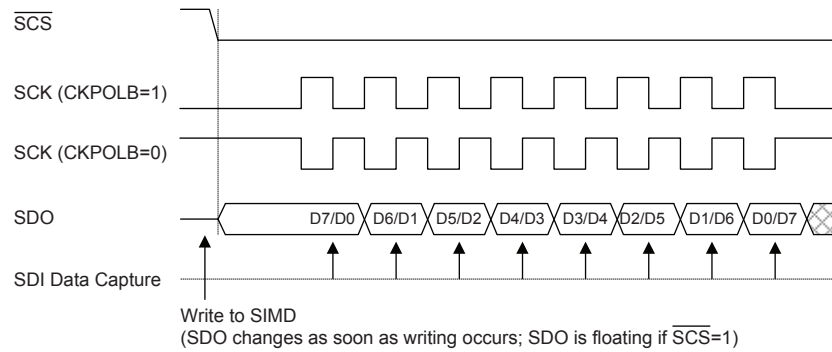 SCS
SCK (CKPOLB=1)
SCK (CKPOLB=0)
SDO D7/D0 D6/D1 D5/D2 D4/D3 D3/D4 D2/D5 D1/D6 D0/D7
SDI Data Capture
Write to SIMD
(SDO changes as soon as writing occurs; SDO is floating if SCS=1)